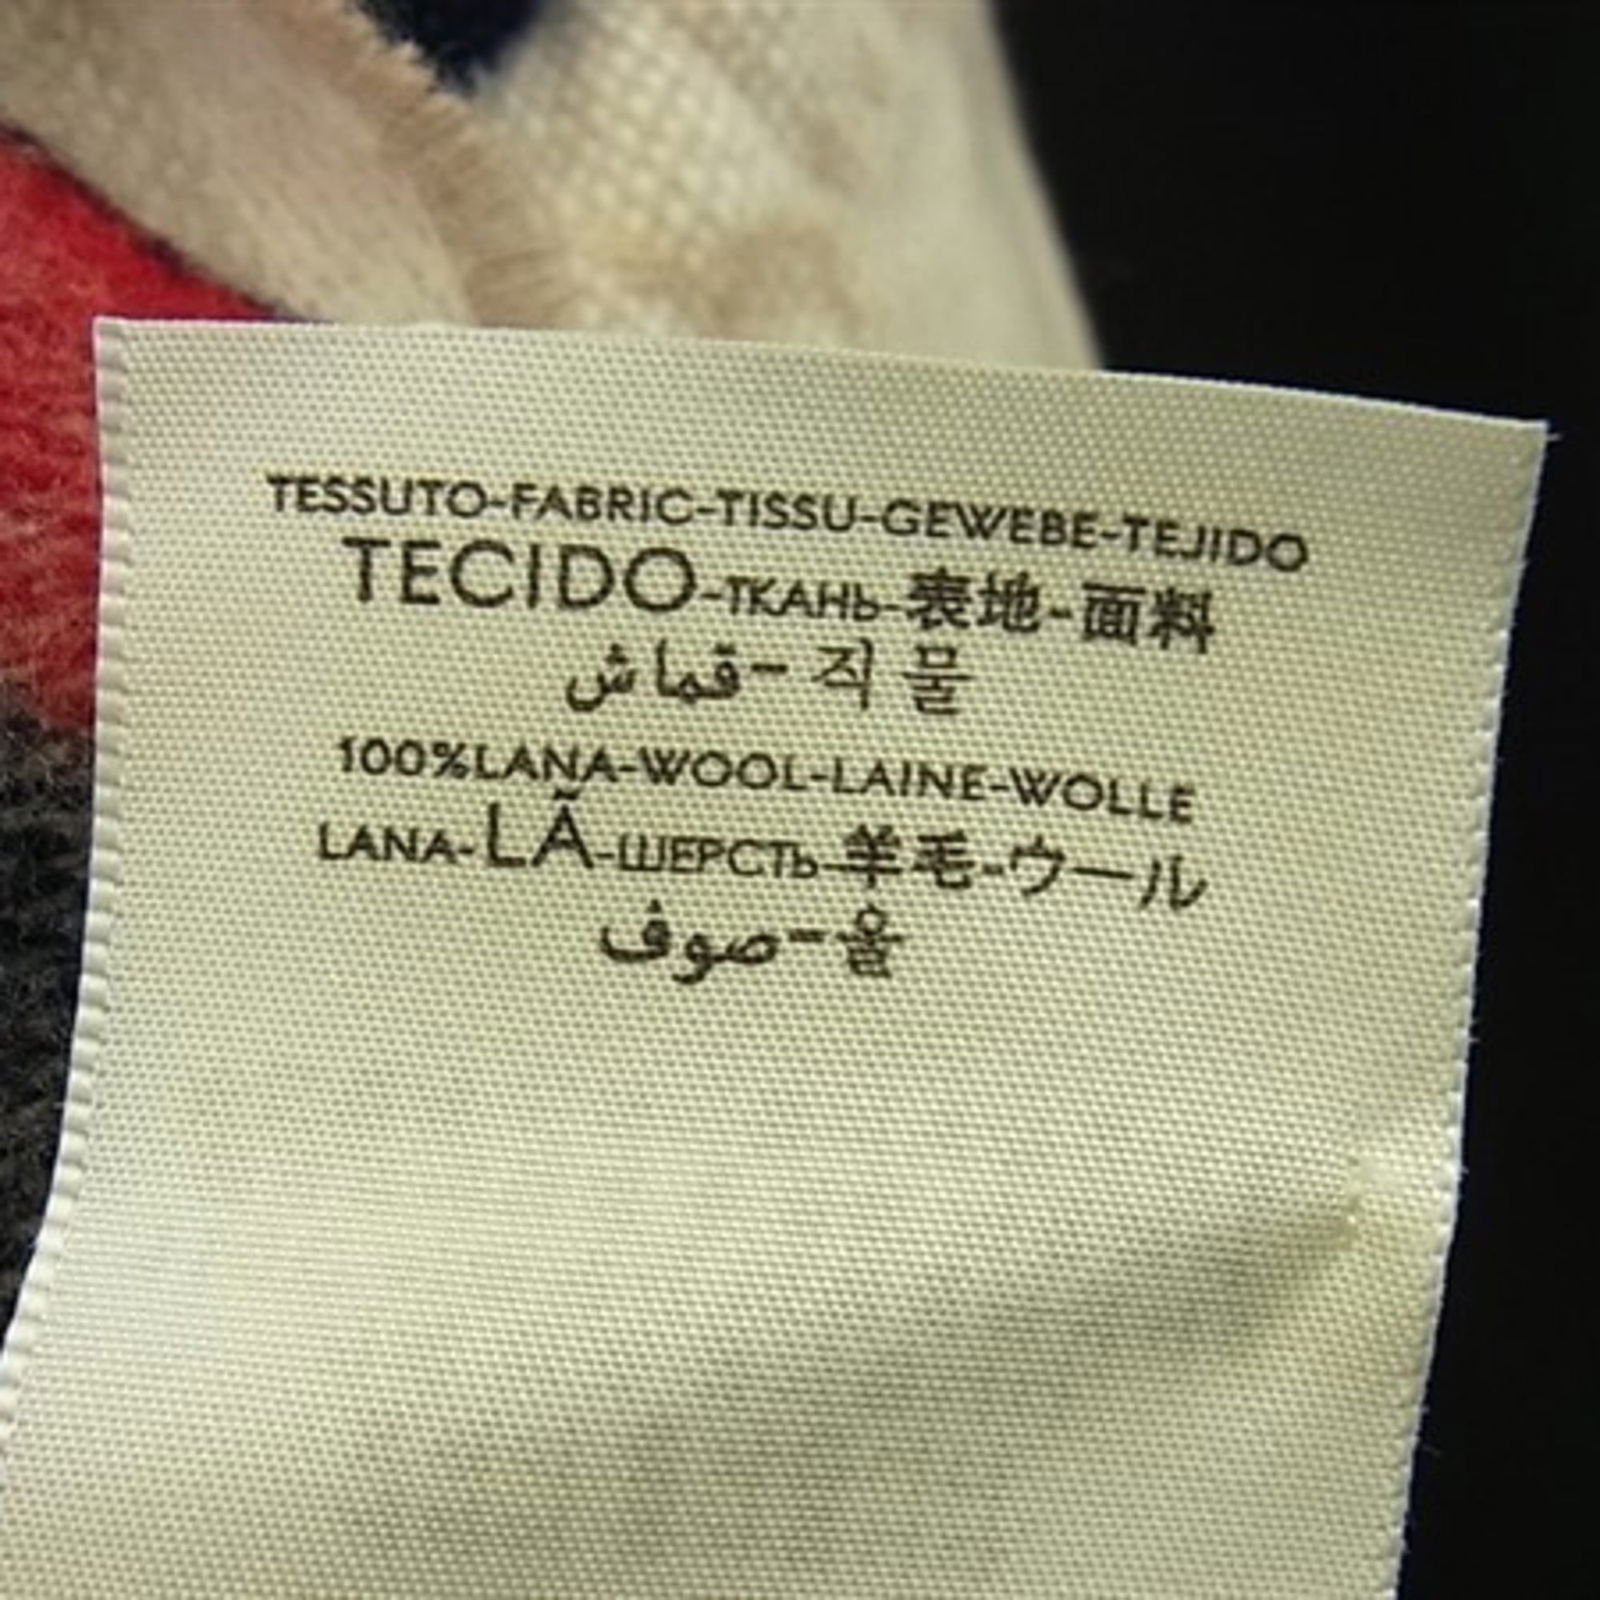 TESSUTO-FABRIC-TISSU-GEWEBE-TEJIDO
TECIDO-ТКАНЬ-表地-面料
قماش-직물
100%LANA-WOOL-LAINE-WOLLE
LANA-LÃ-ШЕРСТЬ-羊毛-ウール
صوف-울